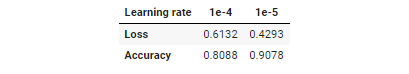 Learning rate 1e-4 1e-5
Loss 0.6132 0.4293
Accuracy 0.8088 0.9078